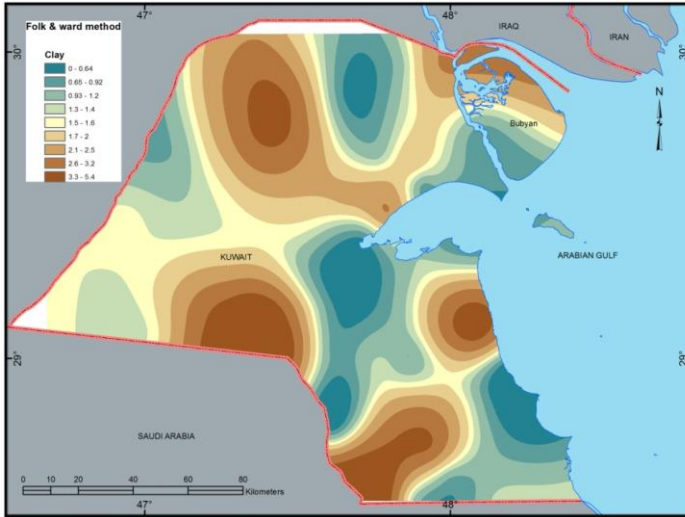 47°
48°
Folk & ward method
Clay
0 - 0.64
0.65 - 0.92
0.93 - 1.2
1.3 - 1.4
1.5 - 1.6
1.7 - 2
2.1 - 2.5
2.6 - 3.2
3.3 - 5.4
IRAQ
IRAN
30°
30°
N
Bubyan
KUWAIT
ARABIAN GULF
29°
29°
SAUDI ARABIA
0 10 20 40 60 80
Kilometers
47°
48°